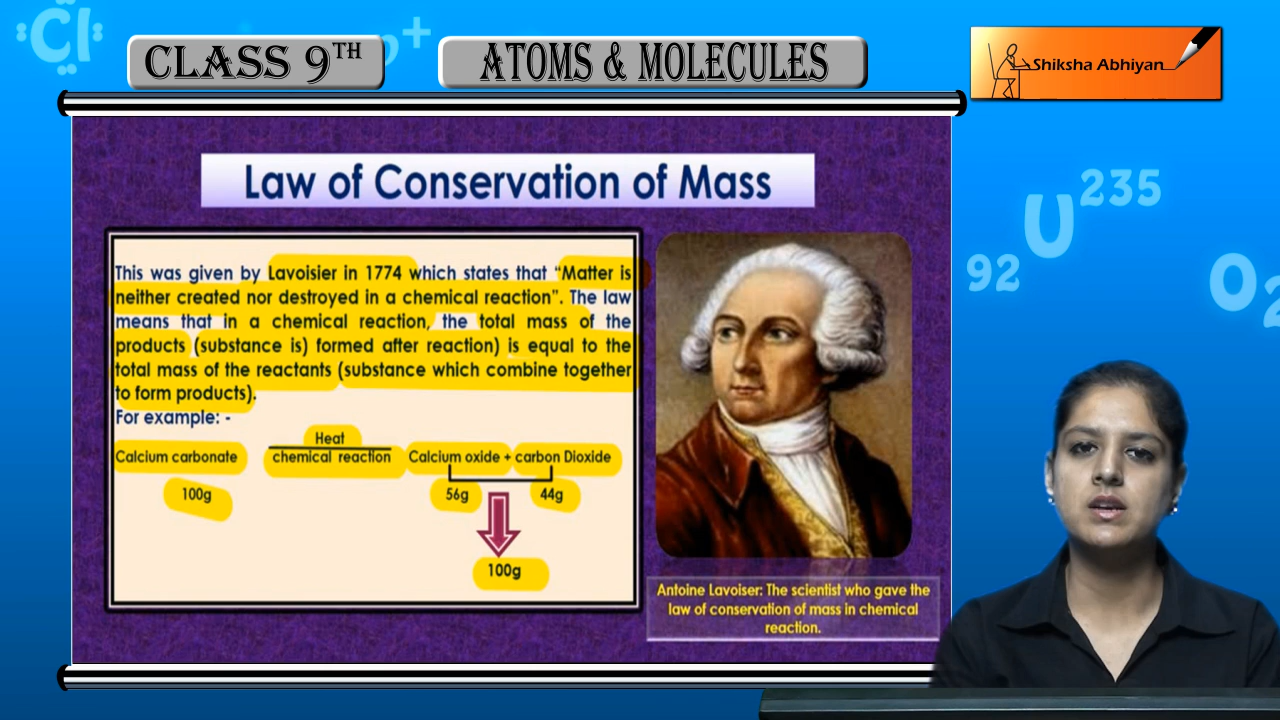 CLASS 9TH
ATOMS & MOLECULES
Shiksha Abhiyan
Law of Conservation of Mass
This was given by Lavoisier in 1774 which states that “Matter is
neither created nor destroyed in a chemical reaction”. The law
means that in a chemical reaction, the total mass of the
products (substance is) formed after reaction) is equal to the
total mass of the reactants (substance which combine together
to form products).
For example: -
Heat
Calcium carbonate chemical reaction Calcium oxide + carbon Dioxide
100g 56g 44g
100g
Antoine Lavoiser: The scientist who gave the
law of conservation of mass in chemical
reaction.
92 U 235
O2